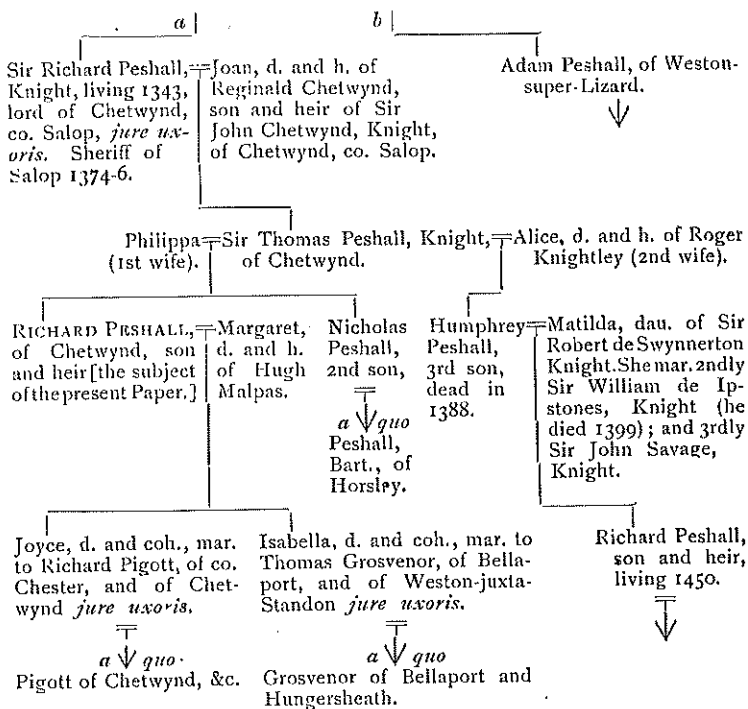 a b
Sir Richard Peshall,
Knight, living 1343,
lord of Chetwynd,
co. Salop, jure ux-
oris. Sheriff of
Salop 1374-6.
Joan, d. and h. of
Reginald Chetwynd,
son and heir of Sir
John Chetwynd, Knight,
of Chetwynd, co. Salop.
Adam Peshall, of Weston-
super-Lizard.
Philippa
(1st wife).
Sir Thomas Peshall, Knight,
of Chetwynd.
Alice, d. and h. of Roger
Knightley (2nd wife).
RICHARD PESHALL,
of Chetwynd, son
and heir [the subject
of the present Paper.]
Margaret,
d. and h.
of Hugh
Malpas.
Nicholas
Peshall,
2nd son,
a quo
Peshall,
Bart., of
Horsley.
Humphrey
Peshall,
3rd son,
dead in
1388.
Matilda, dau. of Sir
Robert de Swynnerton
Knight. She mar. 2ndly
Sir William de Ip-
stones, Knight (he
died 1399); and 3rdly
Sir John Savage,
Knight.
Joyce, d. and coh., mar.
to Richard Pigott, of co.
Chester, and of Chet-
wynd jure uxoris.
a quo
Pigott of Chetwynd, &c.
Isabella, d. and coh., mar. to
Thomas Grosvenor, of Bella-
port, and of Weston-juxta-
Standon jure uxoris.
a quo
Grosvenor of Bellaport and
Hungersheath.
Richard Peshall,
son and heir,
living 1450.